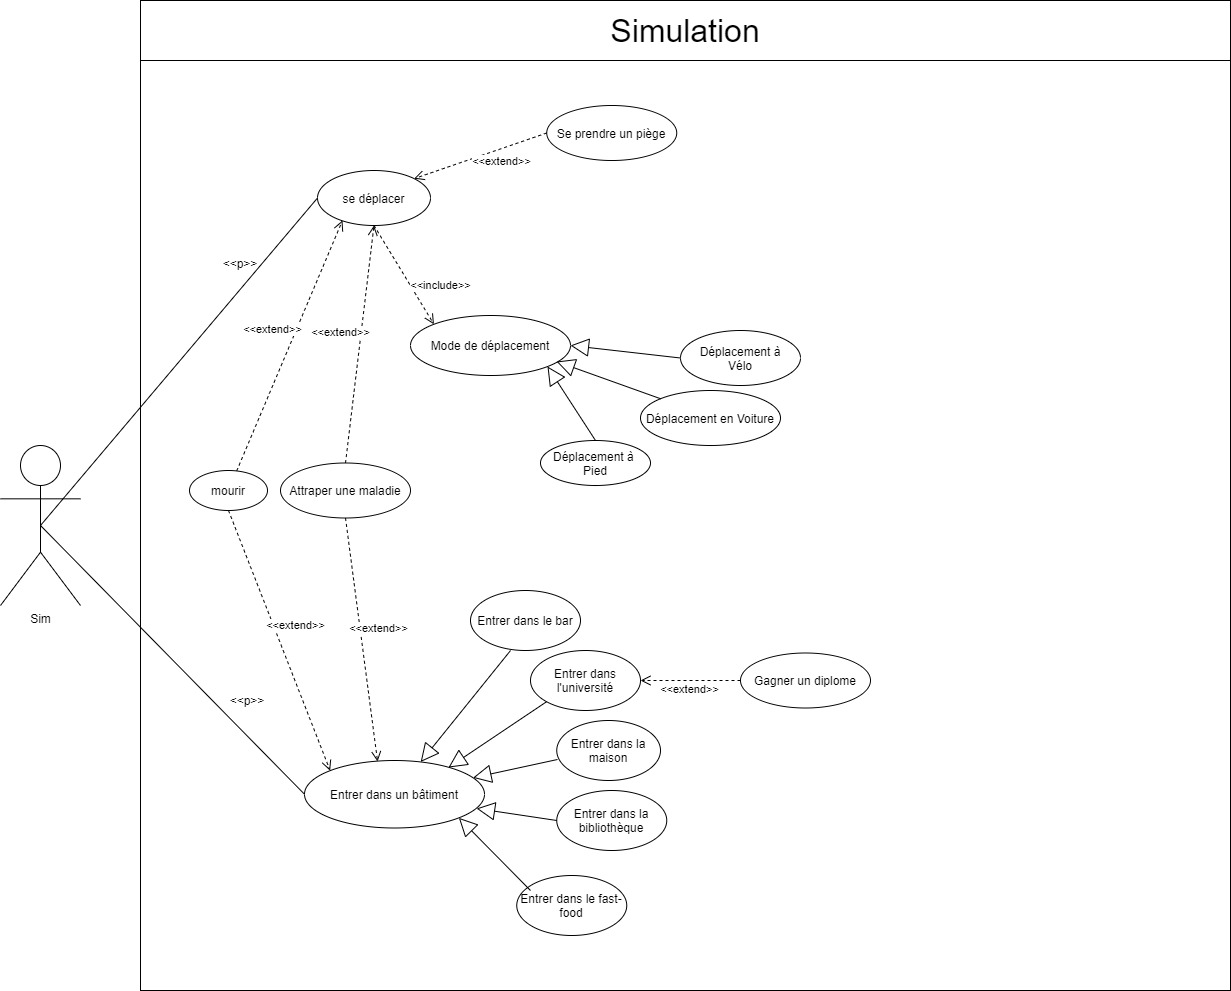 Simulation
Se prendre un piège
<<extend>>
se déplacer
<<p>>
<<include>>
<<extend>>
<<extend>>
Mode de déplacement
Déplacement à
Vélo
Déplacement en Voiture
Déplacement à
Pied
mourir
Attraper une maladie
Sim
<<extend>>
<<extend>>
Entrer dans le bar
Entrer dans
l'université
<<extend>>
Gagner un diplome
<<p>>
Entrer dans la
maison
Entrer dans un bâtiment
Entrer dans la
bibliothèque
Entrer dans le fast-
food